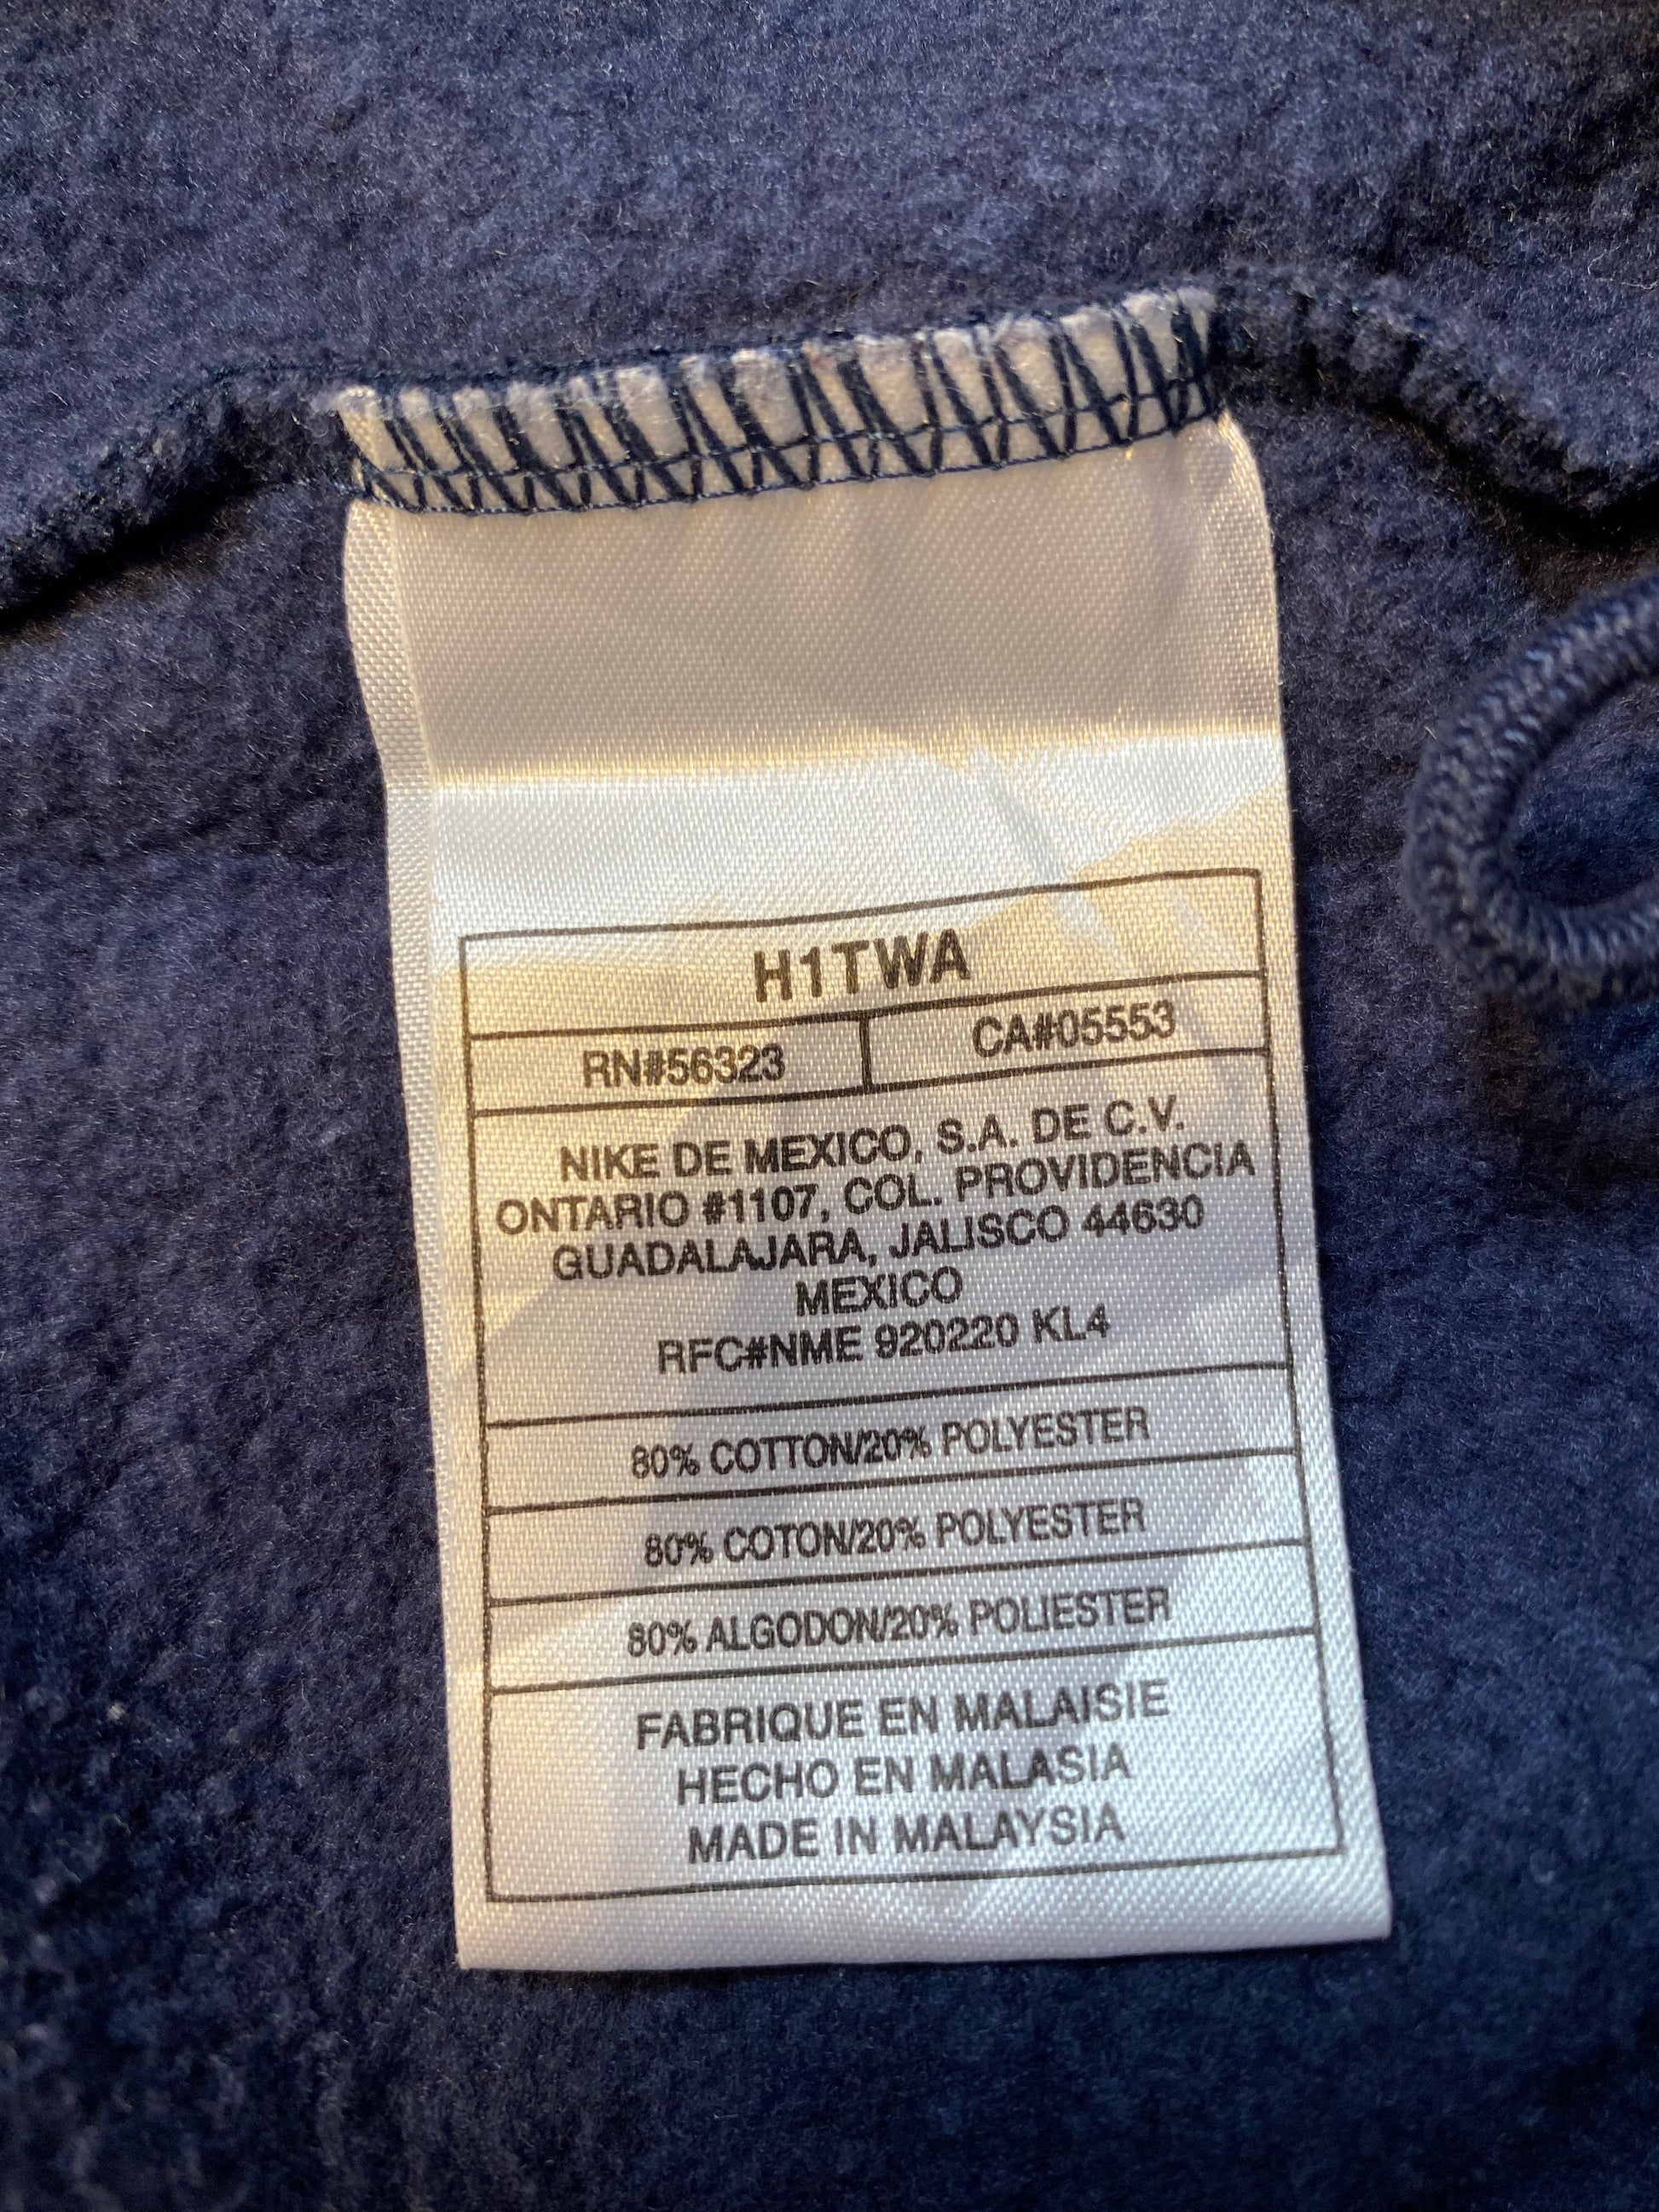 H1TWA
RN#56323 CA#05553
NIKE DE MEXICO, S.A. DE C.V.
ONTARIO #1107, COL. PROVIDENCIA
GUADALAJARA, JALISCO 44630
MEXICO
RFC#NME 920220 KL4
80% COTTON/20% POLYESTER
80% COTON/20% POLYESTER
80% ALGODON/20% POLIESTER
FABRIQUE EN MALAISIE
HECHO EN MALASIA
MADE IN MALAYSIA